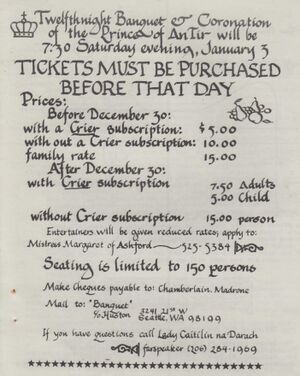 Twelfthnight Banquet & Coronation
of the Prince of AnTir will be
7:30 Saturday evening, January 3
TICKETS MUST BE PURCHASED
BEFORE THAT DAY
Prices:
Before December 30:
with a Crier subscription: $5.00
with out a Crier subscription: 10.00
family rate 15.00
After December 30:
with Crier subscription 7.50 Adults
5.00 Child
without Crier subscription 15.00 person
Entertainers will be given reduced rates; apply to:
Mistress Margaret of Ashford 525-5384
Seating is limited to 150 persons
Make cheques payable to: Chamberlain, Madrone
Mail to: "Banquet"
c/o Huston 3241 21st W
Seattle, WA 98199
If you have questions call Lady Caitilin na Darach
farspeaker (206) 284-1969